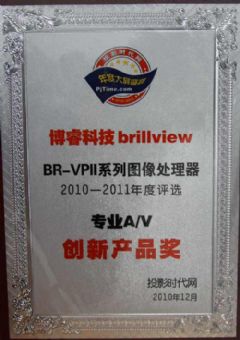 PjTime.com
博睿科技 brillview
BR-VPII系列图像处理器
2010—2011年度评选
专业A/V
创新产品奖
投影时代网
2010年12月